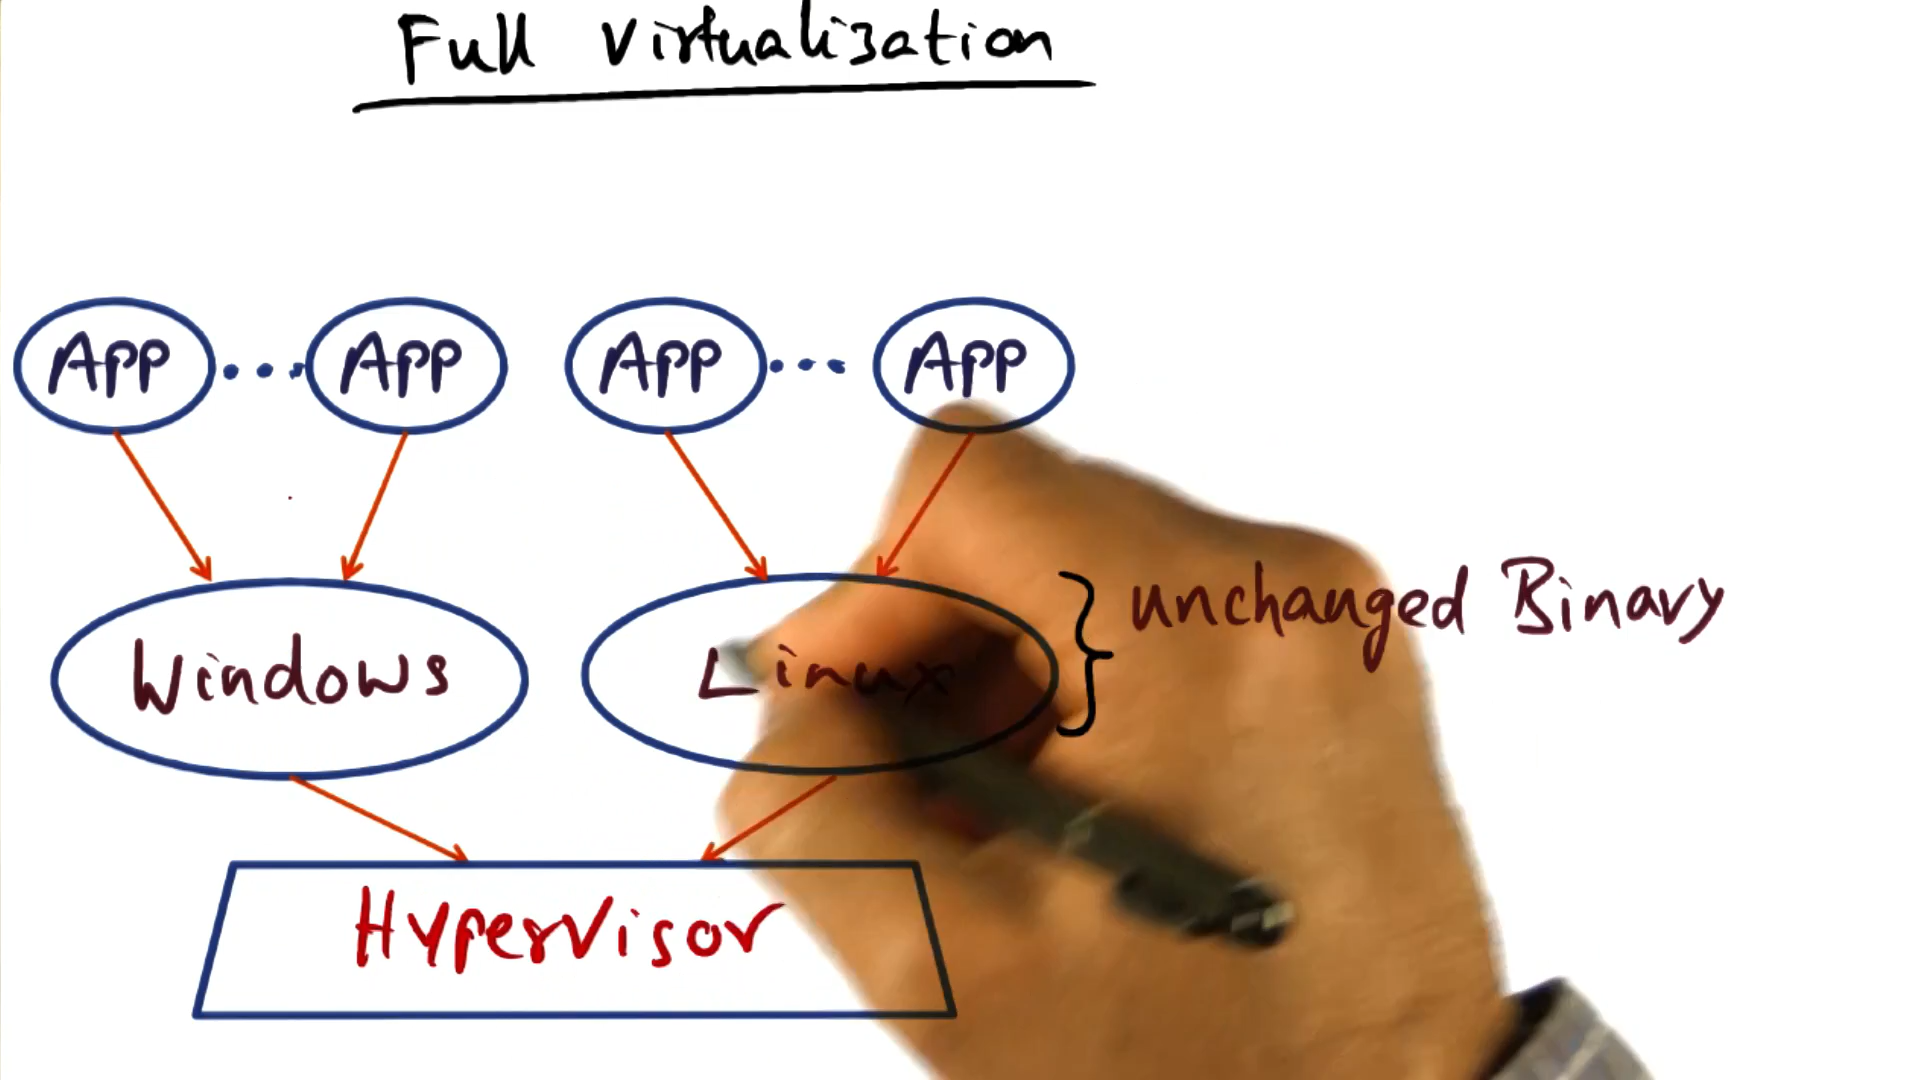 Full Virtualization
App ... App App ... App
Windows Linux } unchanged Binary
Hypervisor